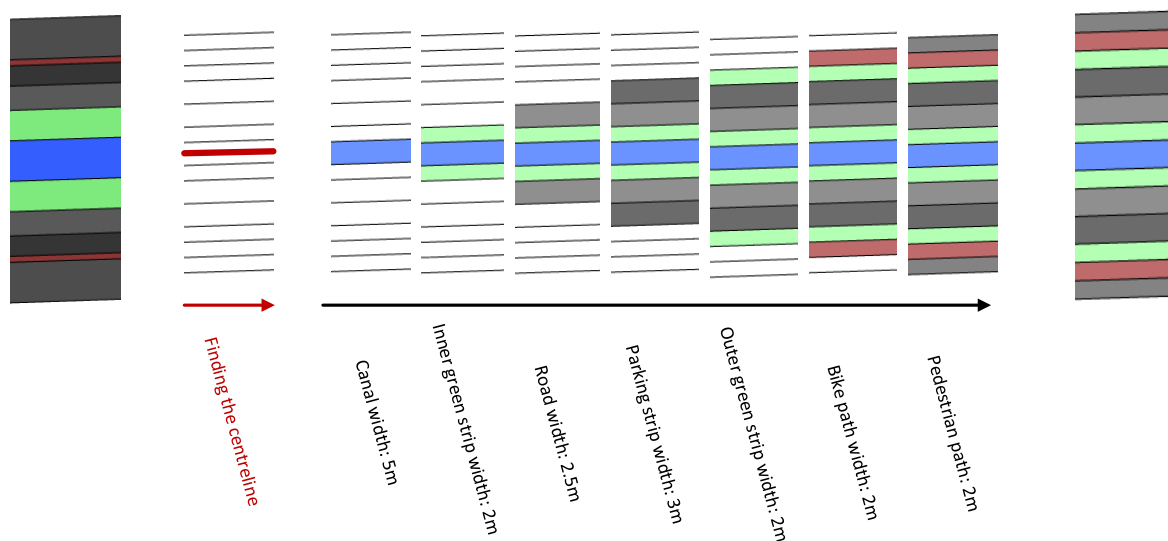 Finding the centreline
Canal width: 5m
Inner green strip width: 2m
Road width: 2.5m
Parking strip width: 3m
Outer green strip width: 2m
Bike path width: 2m
Pedestrian path: 2m